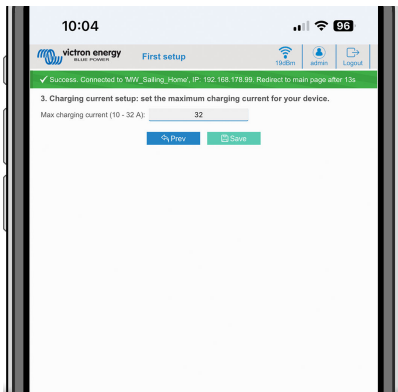 10:04
96
victron energy
BLUE POWER
First setup
19dBm
admin
Logout
✓ Success. Connected to 'MW_Sailing_Home', IP: 192.168.178.99. Redirect to main page after 13s
3. Charging current setup: set the maximum charging current for your device.
Max charging current (10 - 32 A):
32
Prev
Save